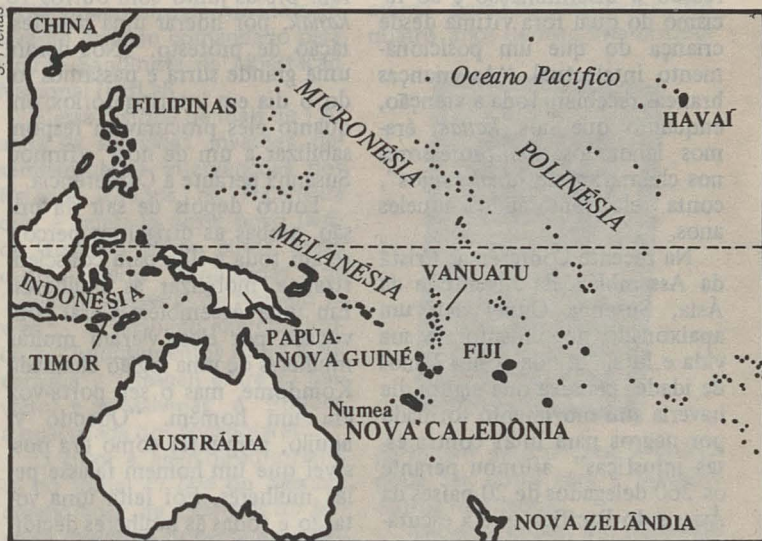 CHINA
Oceano Pacífico
FILIPINAS
MICRONÉSIA
HAVAI
POLINÉSIA
MELANÉSIA
VANUATU
INDONÉSIA
PAPUA-
NOVA GUINÉ
FIJI
TIMOR
Numea
NOVA CALEDÔNIA
AUSTRÁLIA
NOVA ZELÂNDIA